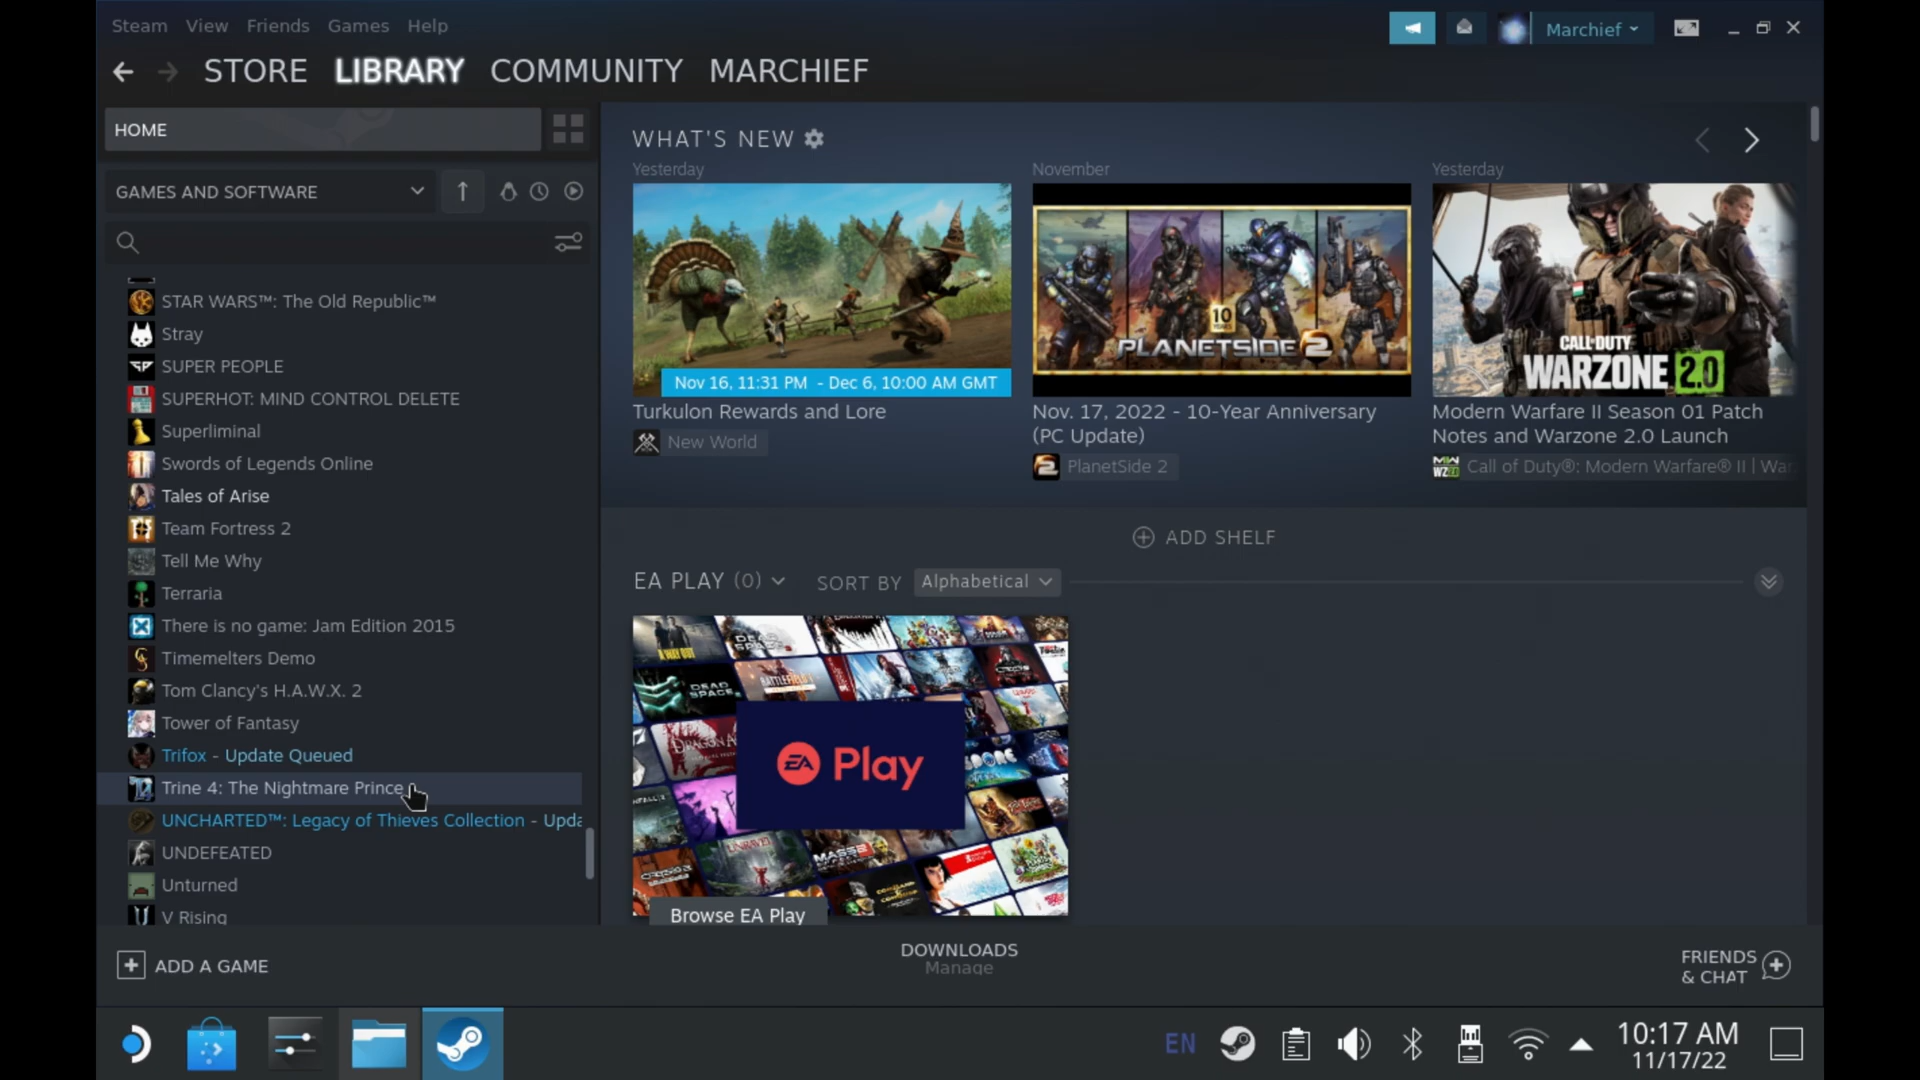 Steam View Friends Games Help
Marchief
STORE LIBRARY COMMUNITY MARCHIEF
HOME
GAMES AND SOFTWARE
STAR WARS™: The Old Republic™
Stray
SUPER PEOPLE
SUPERHOT: MIND CONTROL DELETE
Superliminal
Swords of Legends Online
Tales of Arise
Team Fortress 2
Tell Me Why
Terraria
There is no game: Jam Edition 2015
Timemelters Demo
Tom Clancy's H.A.W.X. 2
Tower of Fantasy
Trifox - Update Queued
Trine 4: The Nightmare Prince
UNCHARTED™: Legacy of Thieves Collection - Upda
UNDEFEATED
Unturned
V Rising
WHAT'S NEW
Yesterday
Nov 16, 11:31 PM - Dec 6, 10:00 AM GMT
Turkulon Rewards and Lore
New World
November
10
PLANETSIDE 2
Nov. 17, 2022 - 10-Year Anniversary
(PC Update)
PlanetSide 2
Yesterday
CALL·DUTY
WARZONE 2.0
Modern Warfare II Season 01 Patch
Notes and Warzone 2.0 Launch
Call of Duty®: Modern Warfare® II | War
ADD SHELF
EA PLAY (0) SORT BY Alphabetical
DEAD SPACE
EA Play
SPORE
UNRAVEL
Browse EA Play
ADD A GAME
DOWNLOADS
Manage
FRIENDS
& CHAT
EN
10:17 AM
11/17/22